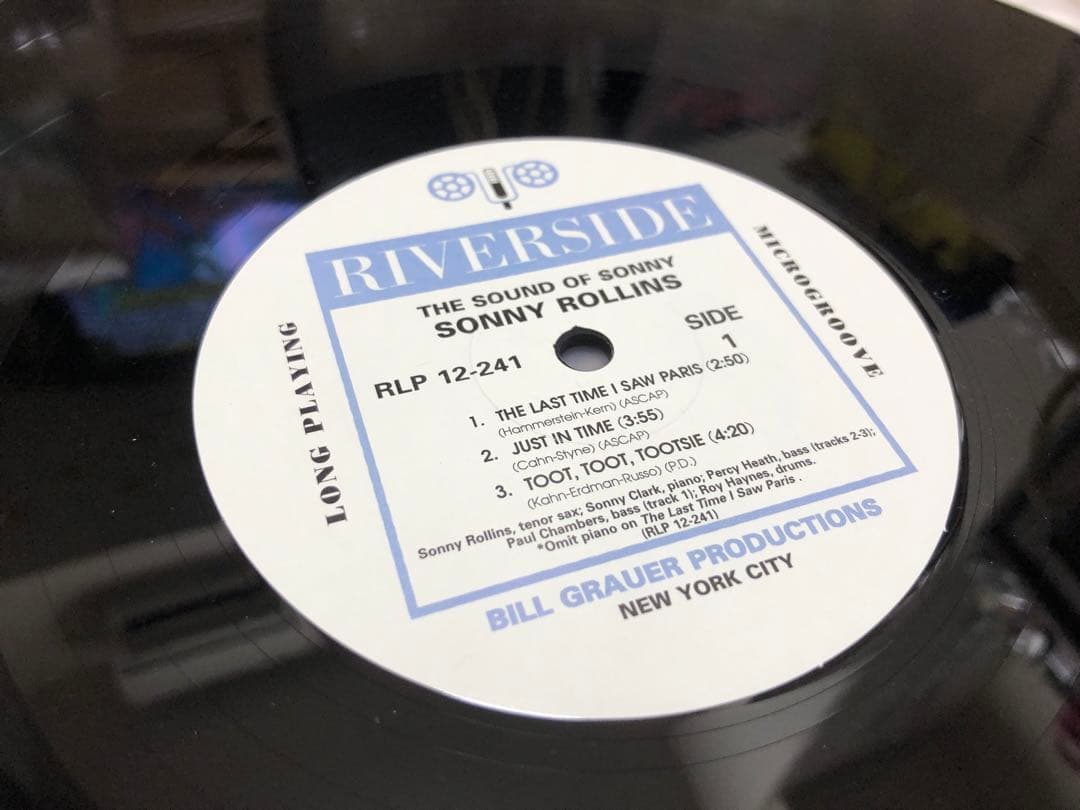 RIVERSIDE
THE SOUND OF SONNY
SONNY ROLLINS
SIDE
1
RLP 12-241
1. THE LAST TIME I SAW PARIS (2:50)
(Hammerstein-Kern) (ASCAP)
2. JUST IN TIME (3:55)
(Cahn-Styne) (ASCAP)
3. TOOT, TOOT, TOOTSIE (4:20)
(Kahn-Erdman-Russo) (P.D.)
Sonny Rollins, tenor sax; Sonny Clark, piano; Percy Heath, bass (tracks 2-3);
Paul Chambers, bass (track 1); Roy Haynes, drums.
*Omit piano on The Last Time I Saw Paris .
(RLP 12-241)
LONG PLAYING
MICROGROOVE
BILL GRAUER PRODUCTIONS
NEW YORK CITY